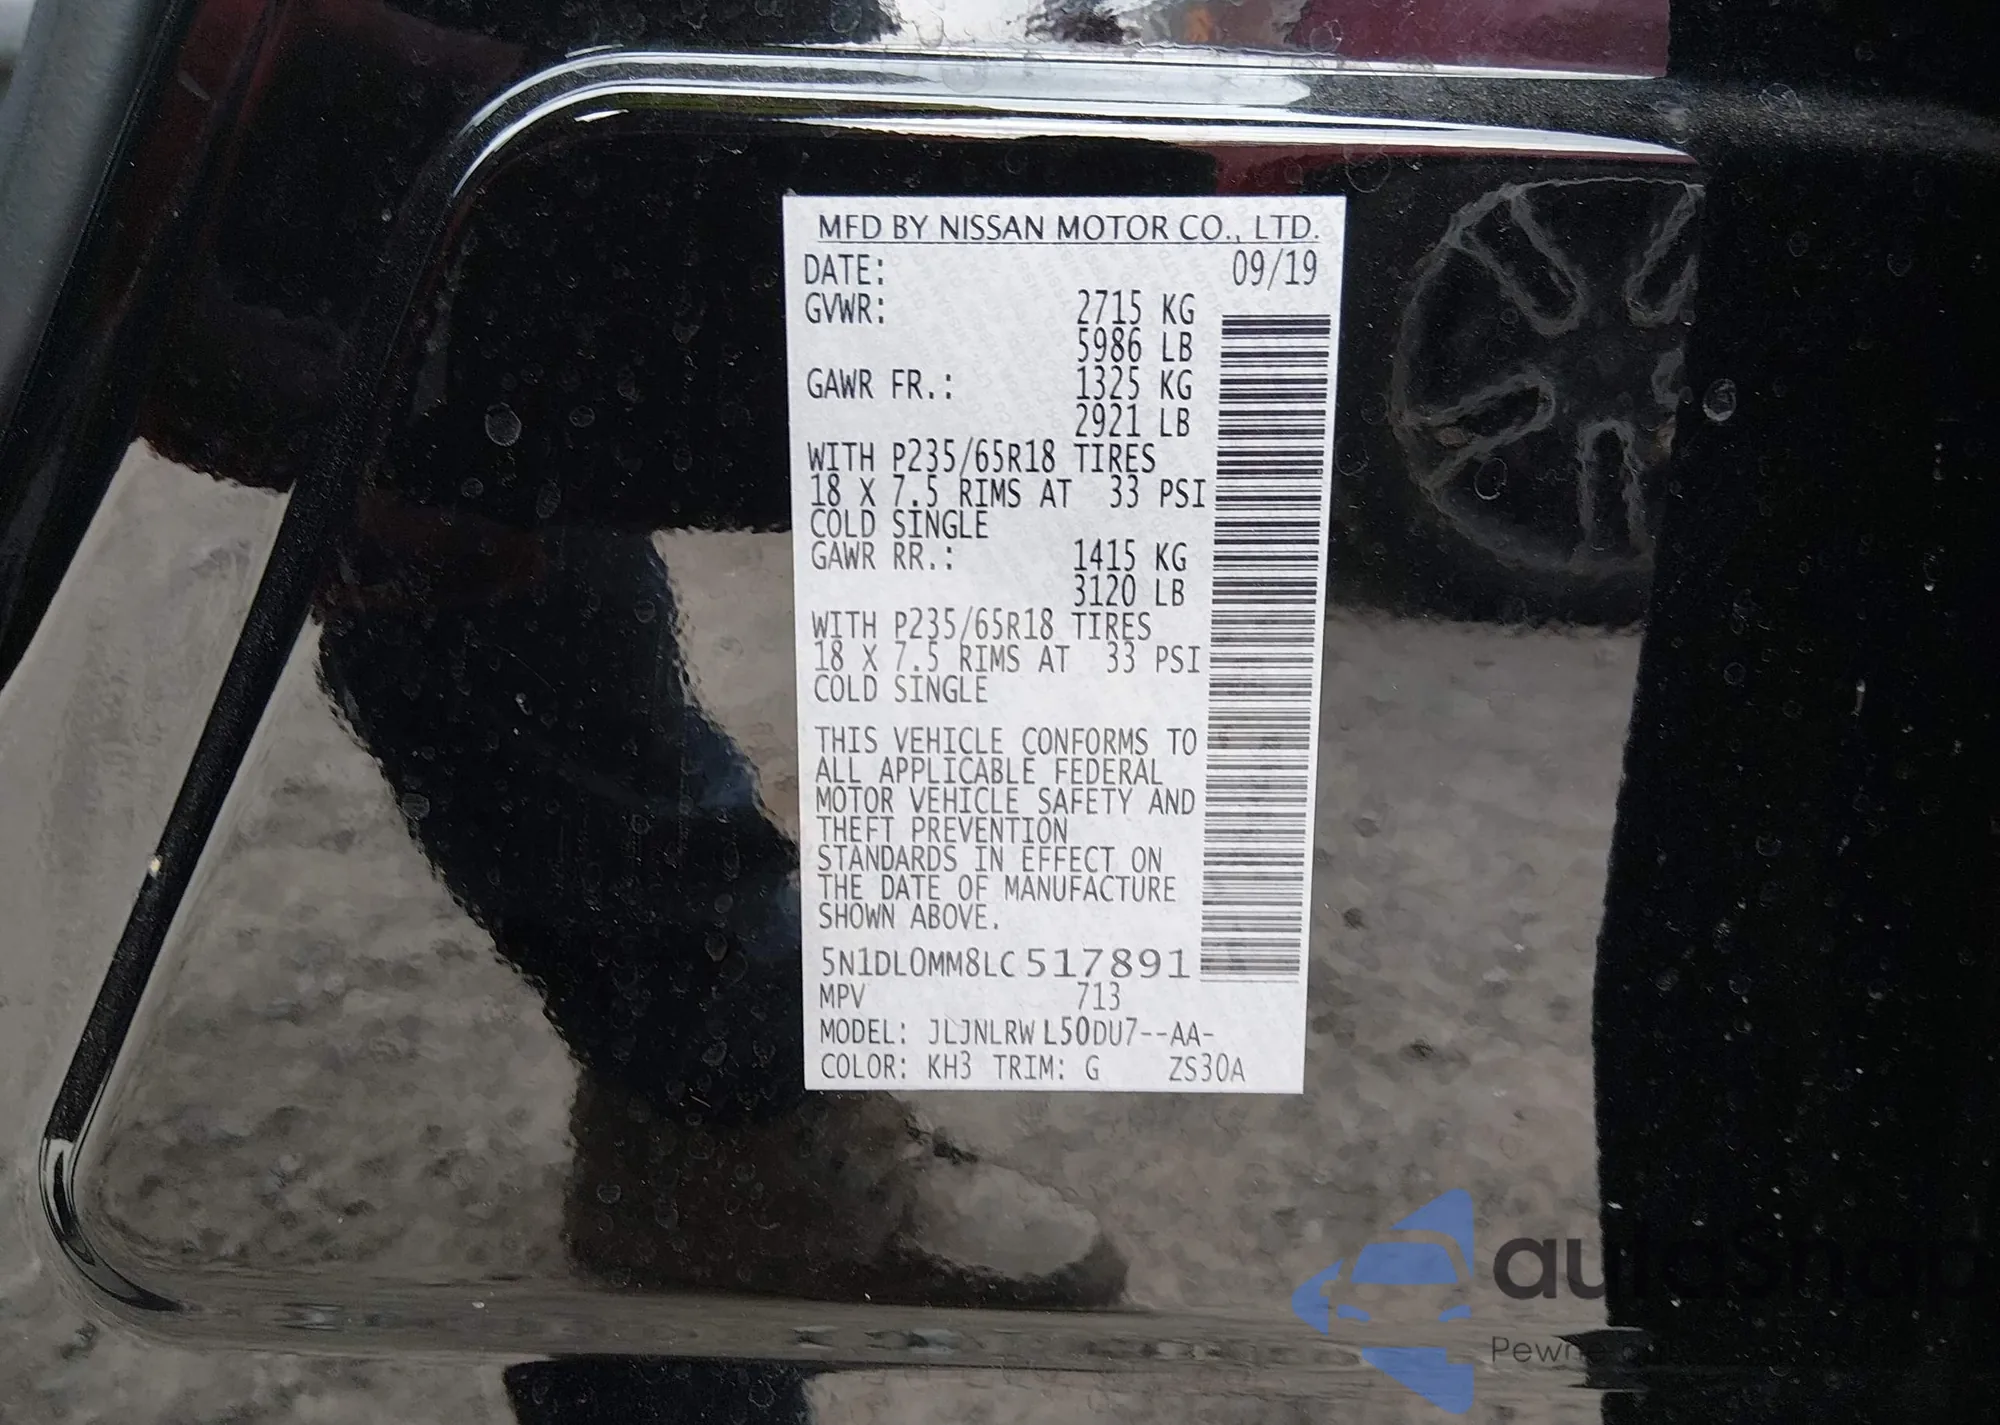 MFD BY NISSAN MOTOR CO., LTD.
DATE: 09/19
GVWR: 2715 KG
5986 LB
GAWR FR.: 1325 KG
2921 LB
WITH P235/65R18 TIRES
18 X 7.5 RIMS AT 33 PSI
COLD SINGLE
GAWR RR.: 1415 KG
3120 LB
WITH P235/65R18 TIRES
18 X 7.5 RIMS AT 33 PSI
COLD SINGLE
THIS VEHICLE CONFORMS TO
ALL APPLICABLE FEDERAL
MOTOR VEHICLE SAFETY AND
THEFT PREVENTION
STANDARDS IN EFFECT ON
THE DATE OF MANUFACTURE
SHOWN ABOVE.
5N1DL0MM8LC517891
MPV 713
MODEL: JLJNLRWL50DU7--AA-
COLOR: KH3 TRIM: G ZS30A
autasnap
Pewne